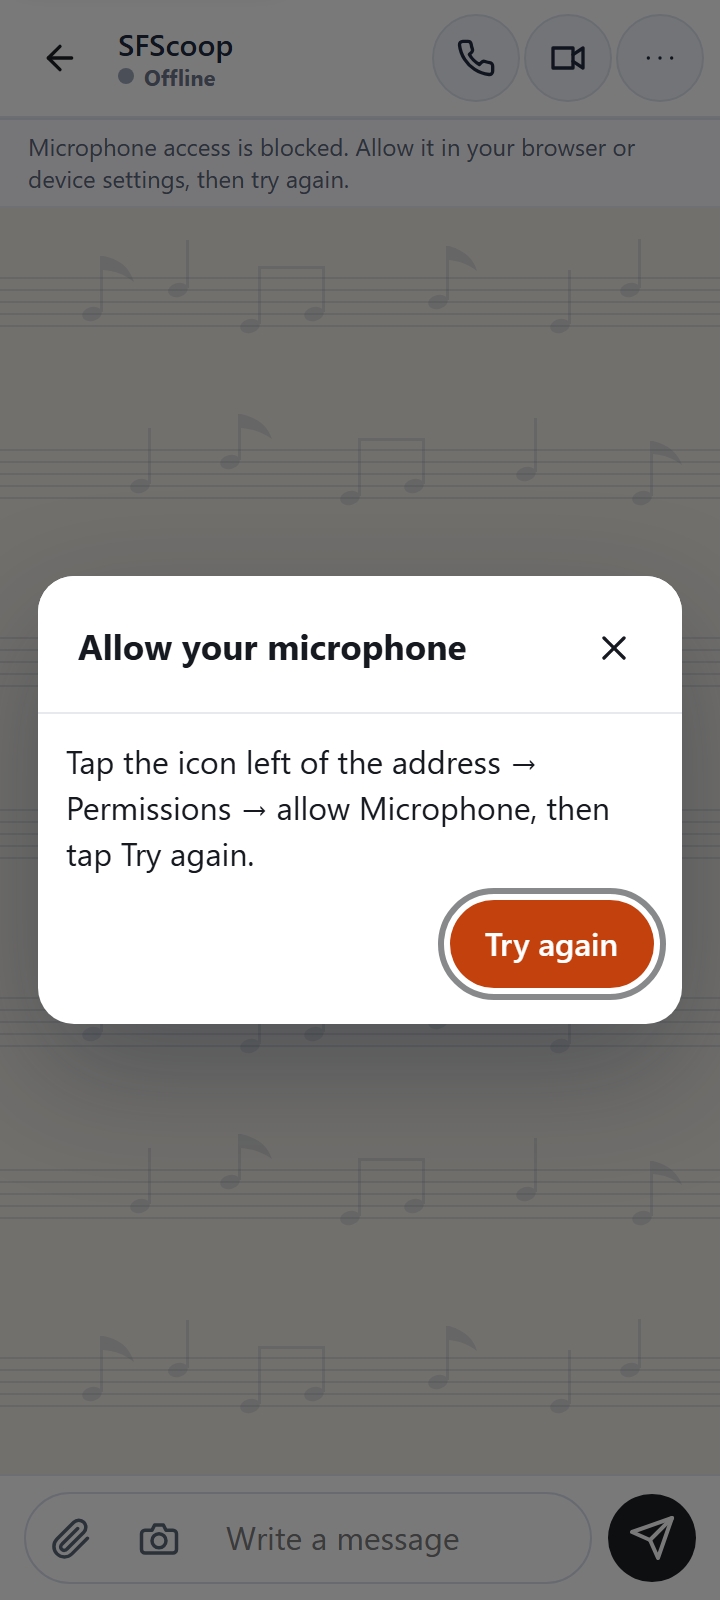 SFScoop
Offline
Microphone access is blocked. Allow it in your browser or
device settings, then try again.
Allow your microphone
Tap the icon left of the address →
Permissions → allow Microphone, then
tap Try again.
Try again
Write a message